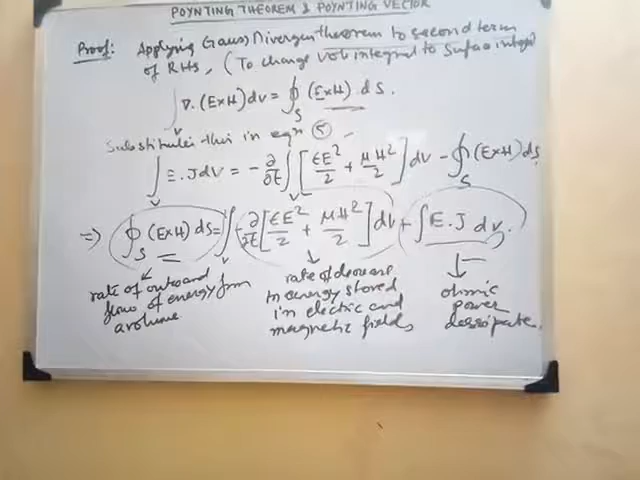 POYNTING THEOREM & POYNTING VECTOR
Proof: Applying Gauss Divergen theorem to second term
of RHS, (To change vol. integral to Surface integral
∫v ∇.(E×H)dv = ∮s (E×H) ds.
Substitute this in eqn ⑤
∫v E.J dv = -∂/∂t ∫v [ϵE²/2 + μH²/2] dv - ∮s (E×H) ds
⇒ ∮s (E×H) ds = ∫v -∂/∂t [ϵE²/2 + μH²/2] dv + ∫ E.J dv.
rate of outward
flow of energy from
a volume
rate of decrease
in energy stored
in electric and
magnetic fields
ohmic
power
dessipate.